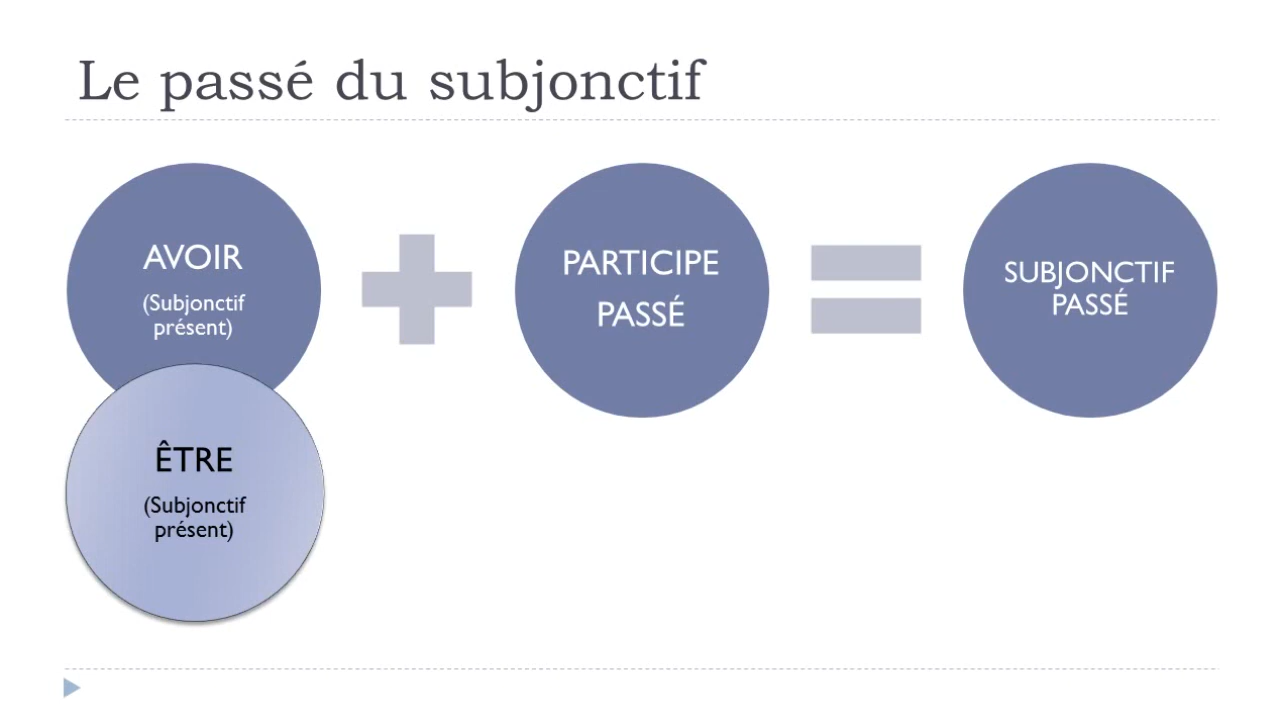 Le passé du subjonctif
AVOIR
(Subjonctif
présent)
PARTICIPE
PASSÉ
SUBJONCTIF
PASSÉ
ÊTRE
(Subjonctif
présent)